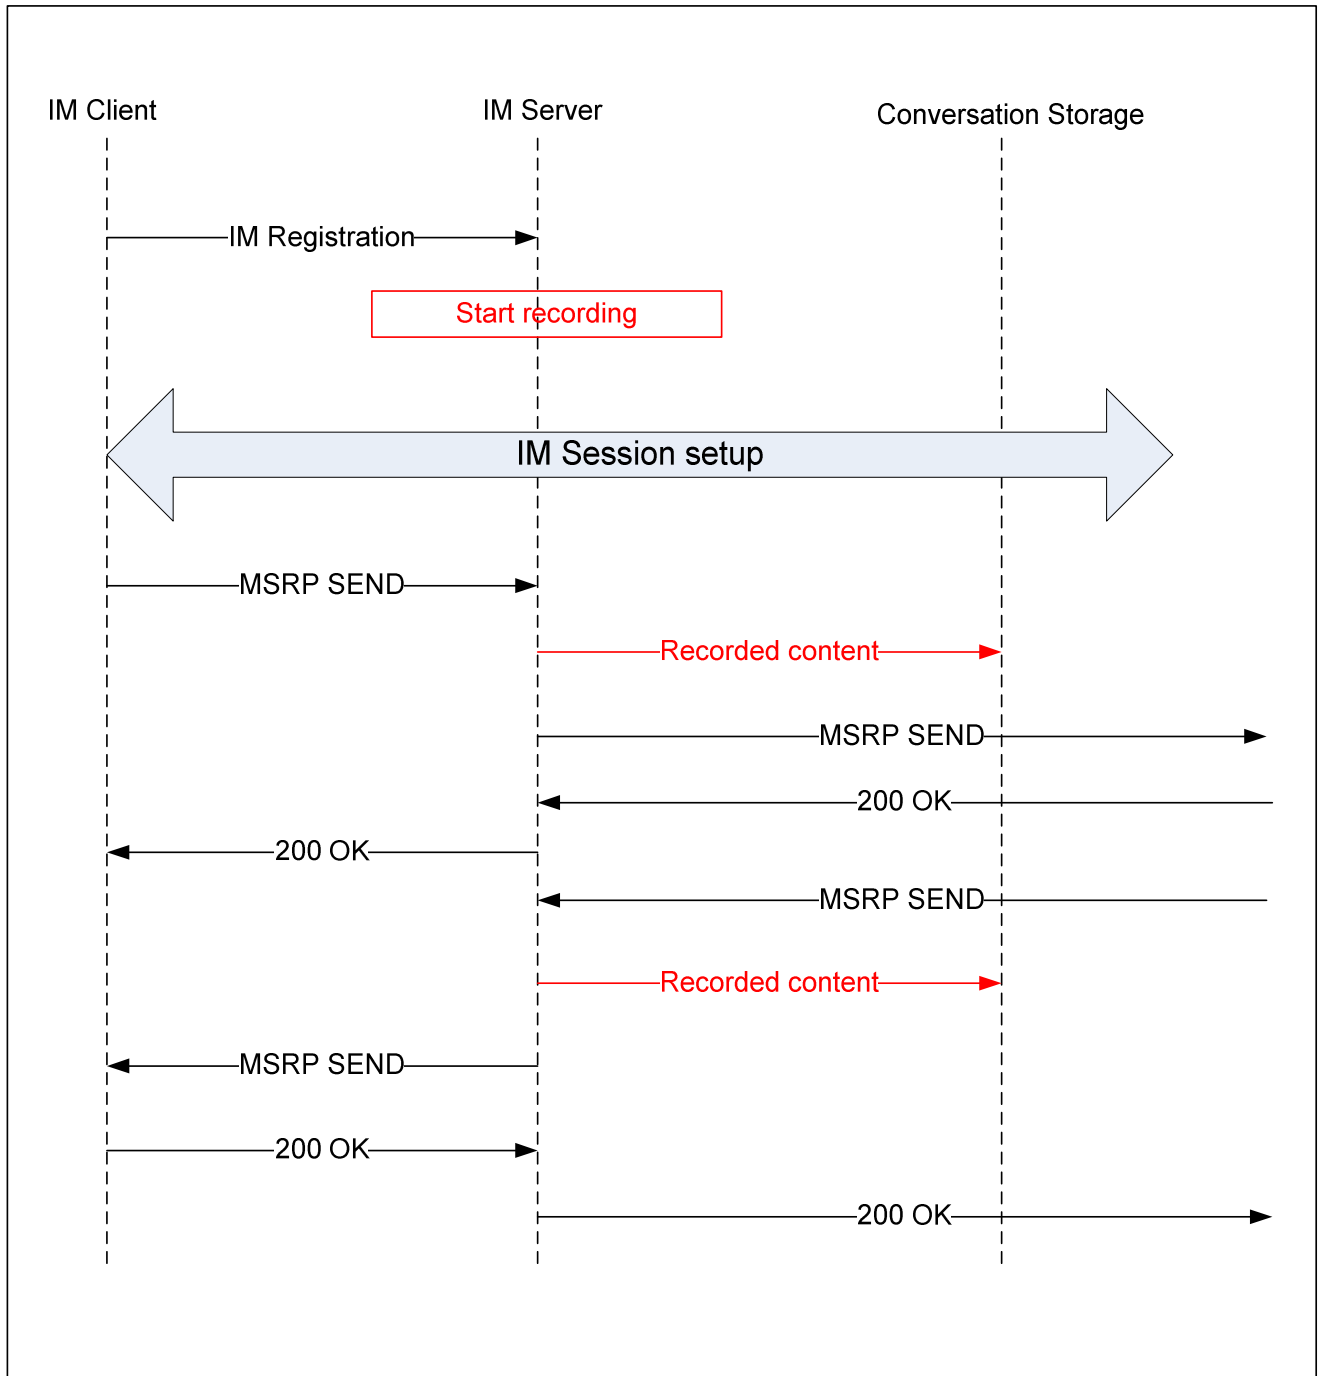 IM Client
IM Server
Conversation Storage
IM Registration
Start recording
IM Session setup
MSRP SEND
Recorded content
MSRP SEND
200 OK
200 OK
MSRP SEND
Recorded content
MSRP SEND
200 OK
200 OK